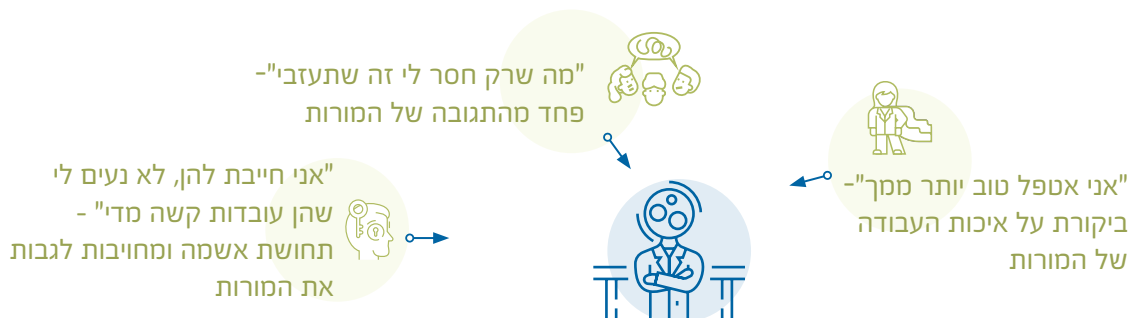 "מה שרק חסר לי זה שתעזבי"-
פחד מהתגובה של המורות
"אני אטפל טוב יותר ממך"-
ביקורת על איכות העבודה
של המורות
"אני חייבת להן, לא נעים לי
שהן עובדות קשה מדי" -
תחושת אשמה ומחויבות לגבות
את המורות